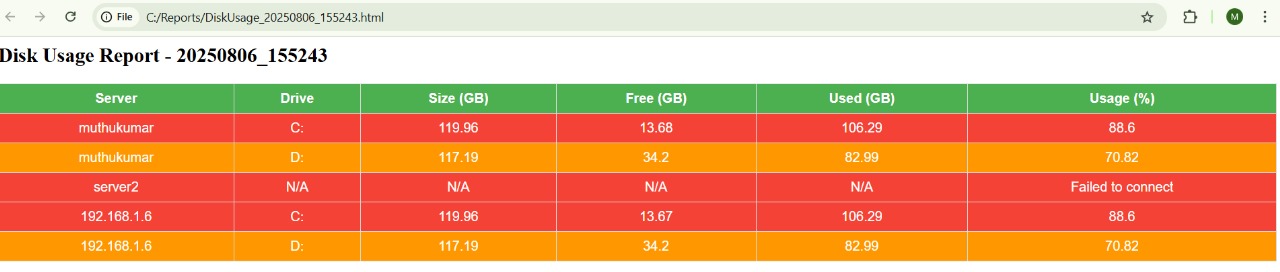 File C:/Reports/DiskUsage_20250806_155243.html M
Disk Usage Report - 20250806_155243
Server Drive Size (GB) Free (GB) Used (GB) Usage (%)
muthukumar C: 119.96 13.68 106.29 88.6
muthukumar D: 117.19 34.2 82.99 70.82
server2 N/A N/A N/A N/A Failed to connect
192.168.1.6 C: 119.96 13.67 106.29 88.6
192.168.1.6 D: 117.19 34.2 82.99 70.82